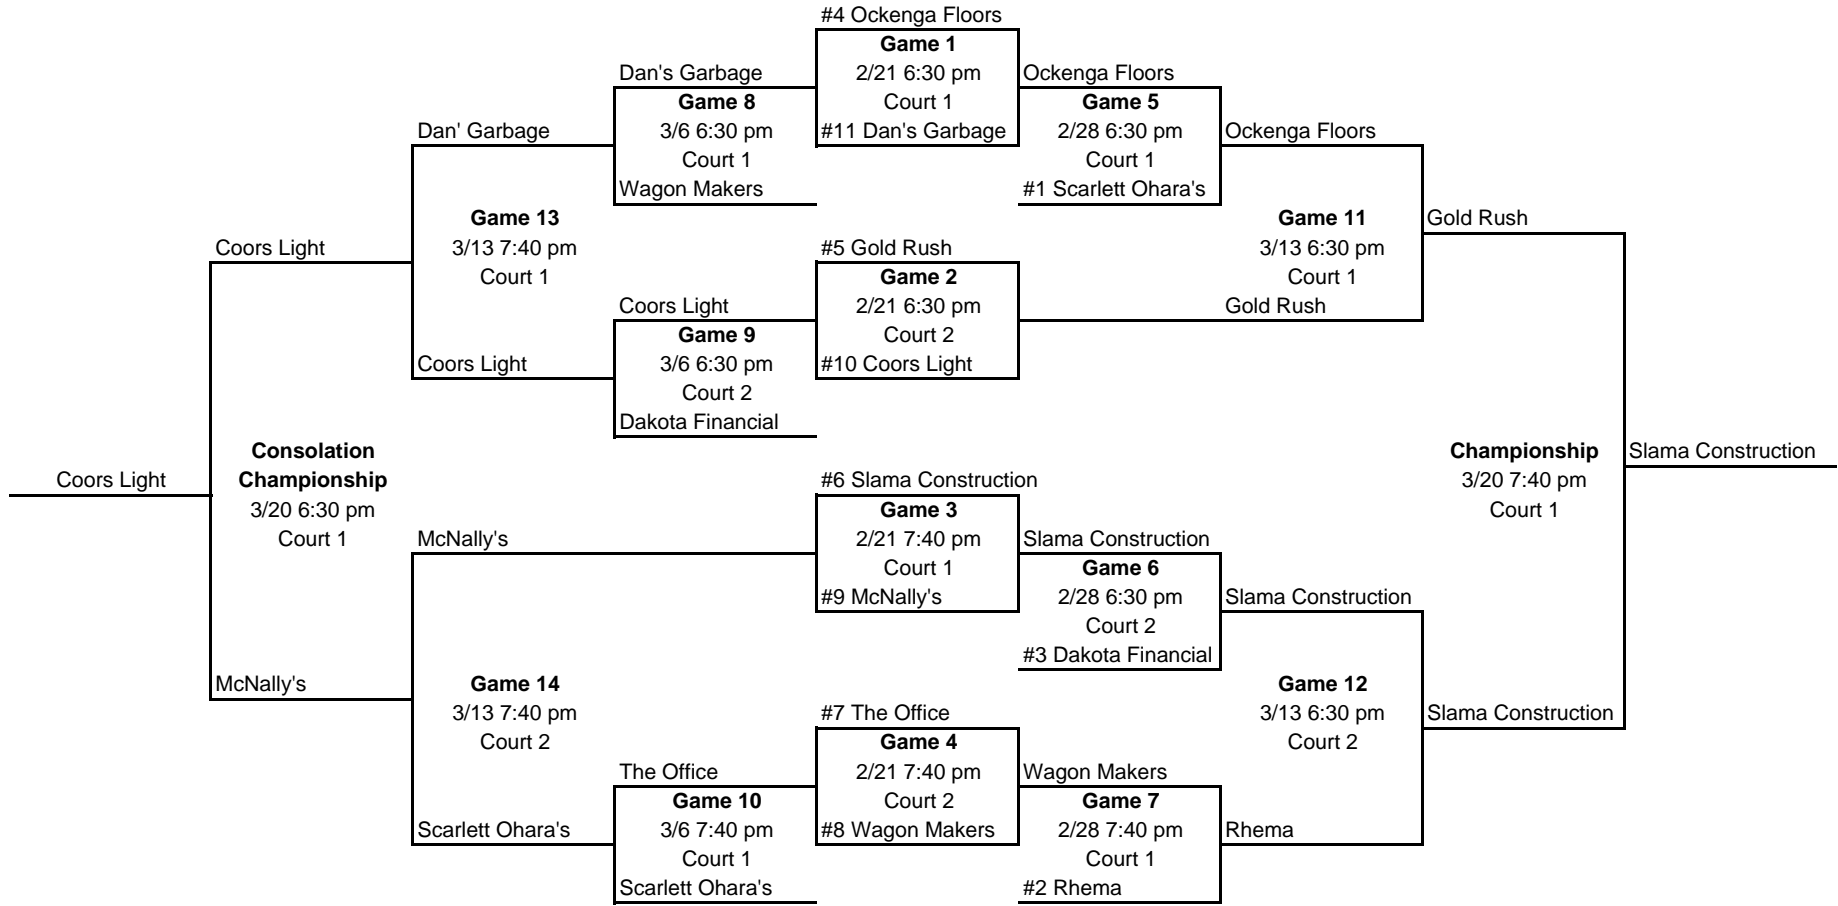 #4 Ockenga Floors
Game 1
Dan's Garbage
2/21 6:30 pm
Ockenga Floors
Game 8
Court 1
Game 5
Dan' Garbage
3/6 6:30 pm
#11 Dan's Garbage
2/28 6:30 pm
Ockenga Floors
Court 1
Court 1
Wagon Makers
#1 Scarlett Ohara's
Game 13
Game 11
Gold Rush
Coors Light
3/13 7:40 pm
#5 Gold Rush
3/13 6:30 pm
Court 1
Game 2
Court 1
Coors Light
2/21 6:30 pm
Gold Rush
Game 9
Court 2
Coors Light
3/6 6:30 pm
#10 Coors Light
Court 2
Dakota Financial
Consolation
Championship
Slama Construction
Coors Light
Championship
#6 Slama Construction
3/20 7:40 pm
3/20 6:30 pm
Game 3
Court 1
Court 1
McNally's
2/21 7:40 pm
Slama Construction
Court 1
Game 6
#9 McNally's
2/28 6:30 pm
Slama Construction
Court 2
#3 Dakota Financial
McNally's
Game 14
Game 12
3/13 7:40 pm
#7 The Office
3/13 6:30 pm
Slama Construction
Court 2
Game 4
Court 2
The Office
2/21 7:40 pm
Wagon Makers
Game 10
Court 2
Game 7
Scarlett Ohara's
3/6 7:40 pm
#8 Wagon Makers
2/28 7:40 pm
Rhema
Court 1
Court 1
Scarlett Ohara's
#2 Rhema